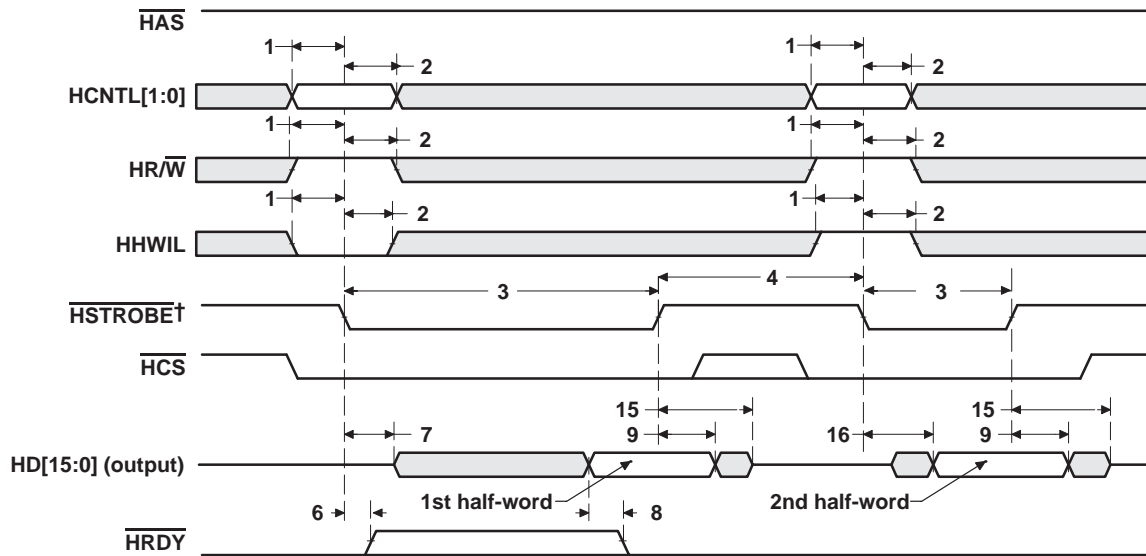 HAS
1
1
2
2
HCNTL[1:0]
1
1
2
2
HR/W
1
1
2
2
HHWIL
4
3
3
HSTROBE†
HCS
15
15
7
9
16
9
HD[15:0] (output)
1st half-word
2nd half-word
6
8
HRDY